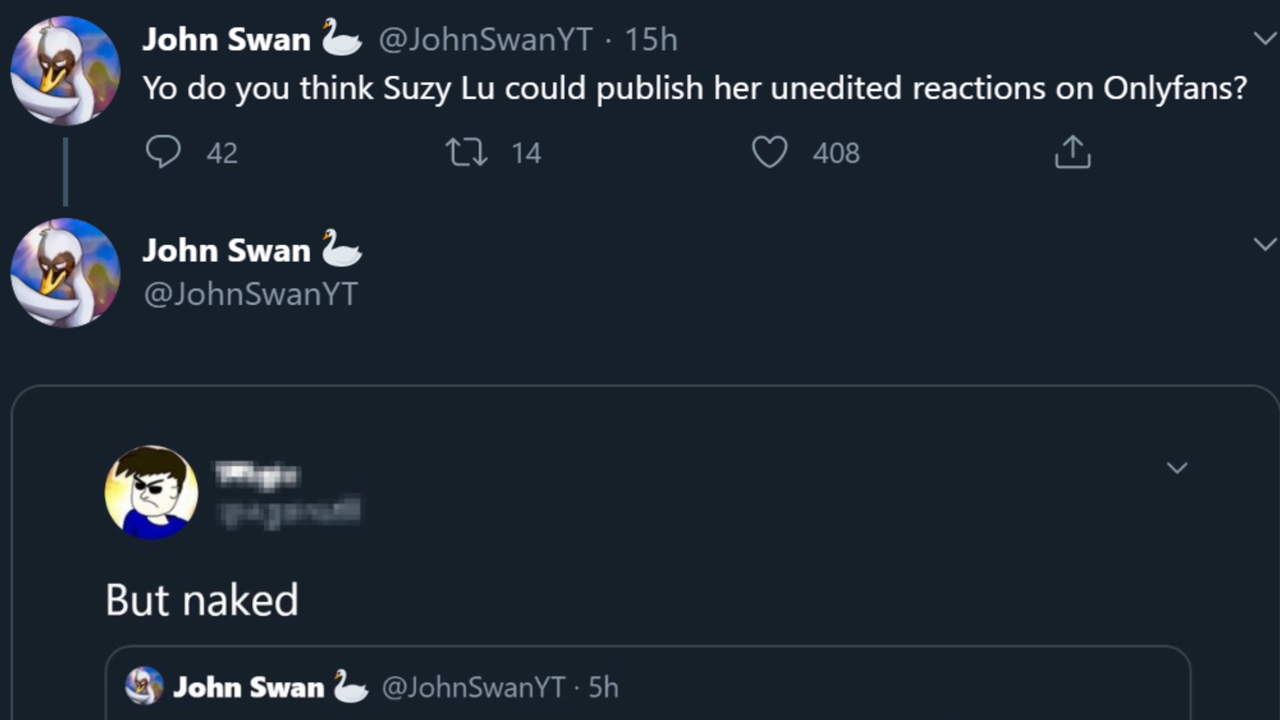 John Swan 🦢 @JohnSwanYT · 15h
Yo do you think Suzy Lu could publish her unedited reactions on Onlyfans?
42 14 408
John Swan 🦢
@JohnSwanYT
But naked
John Swan 🦢 @JohnSwanYT · 5h